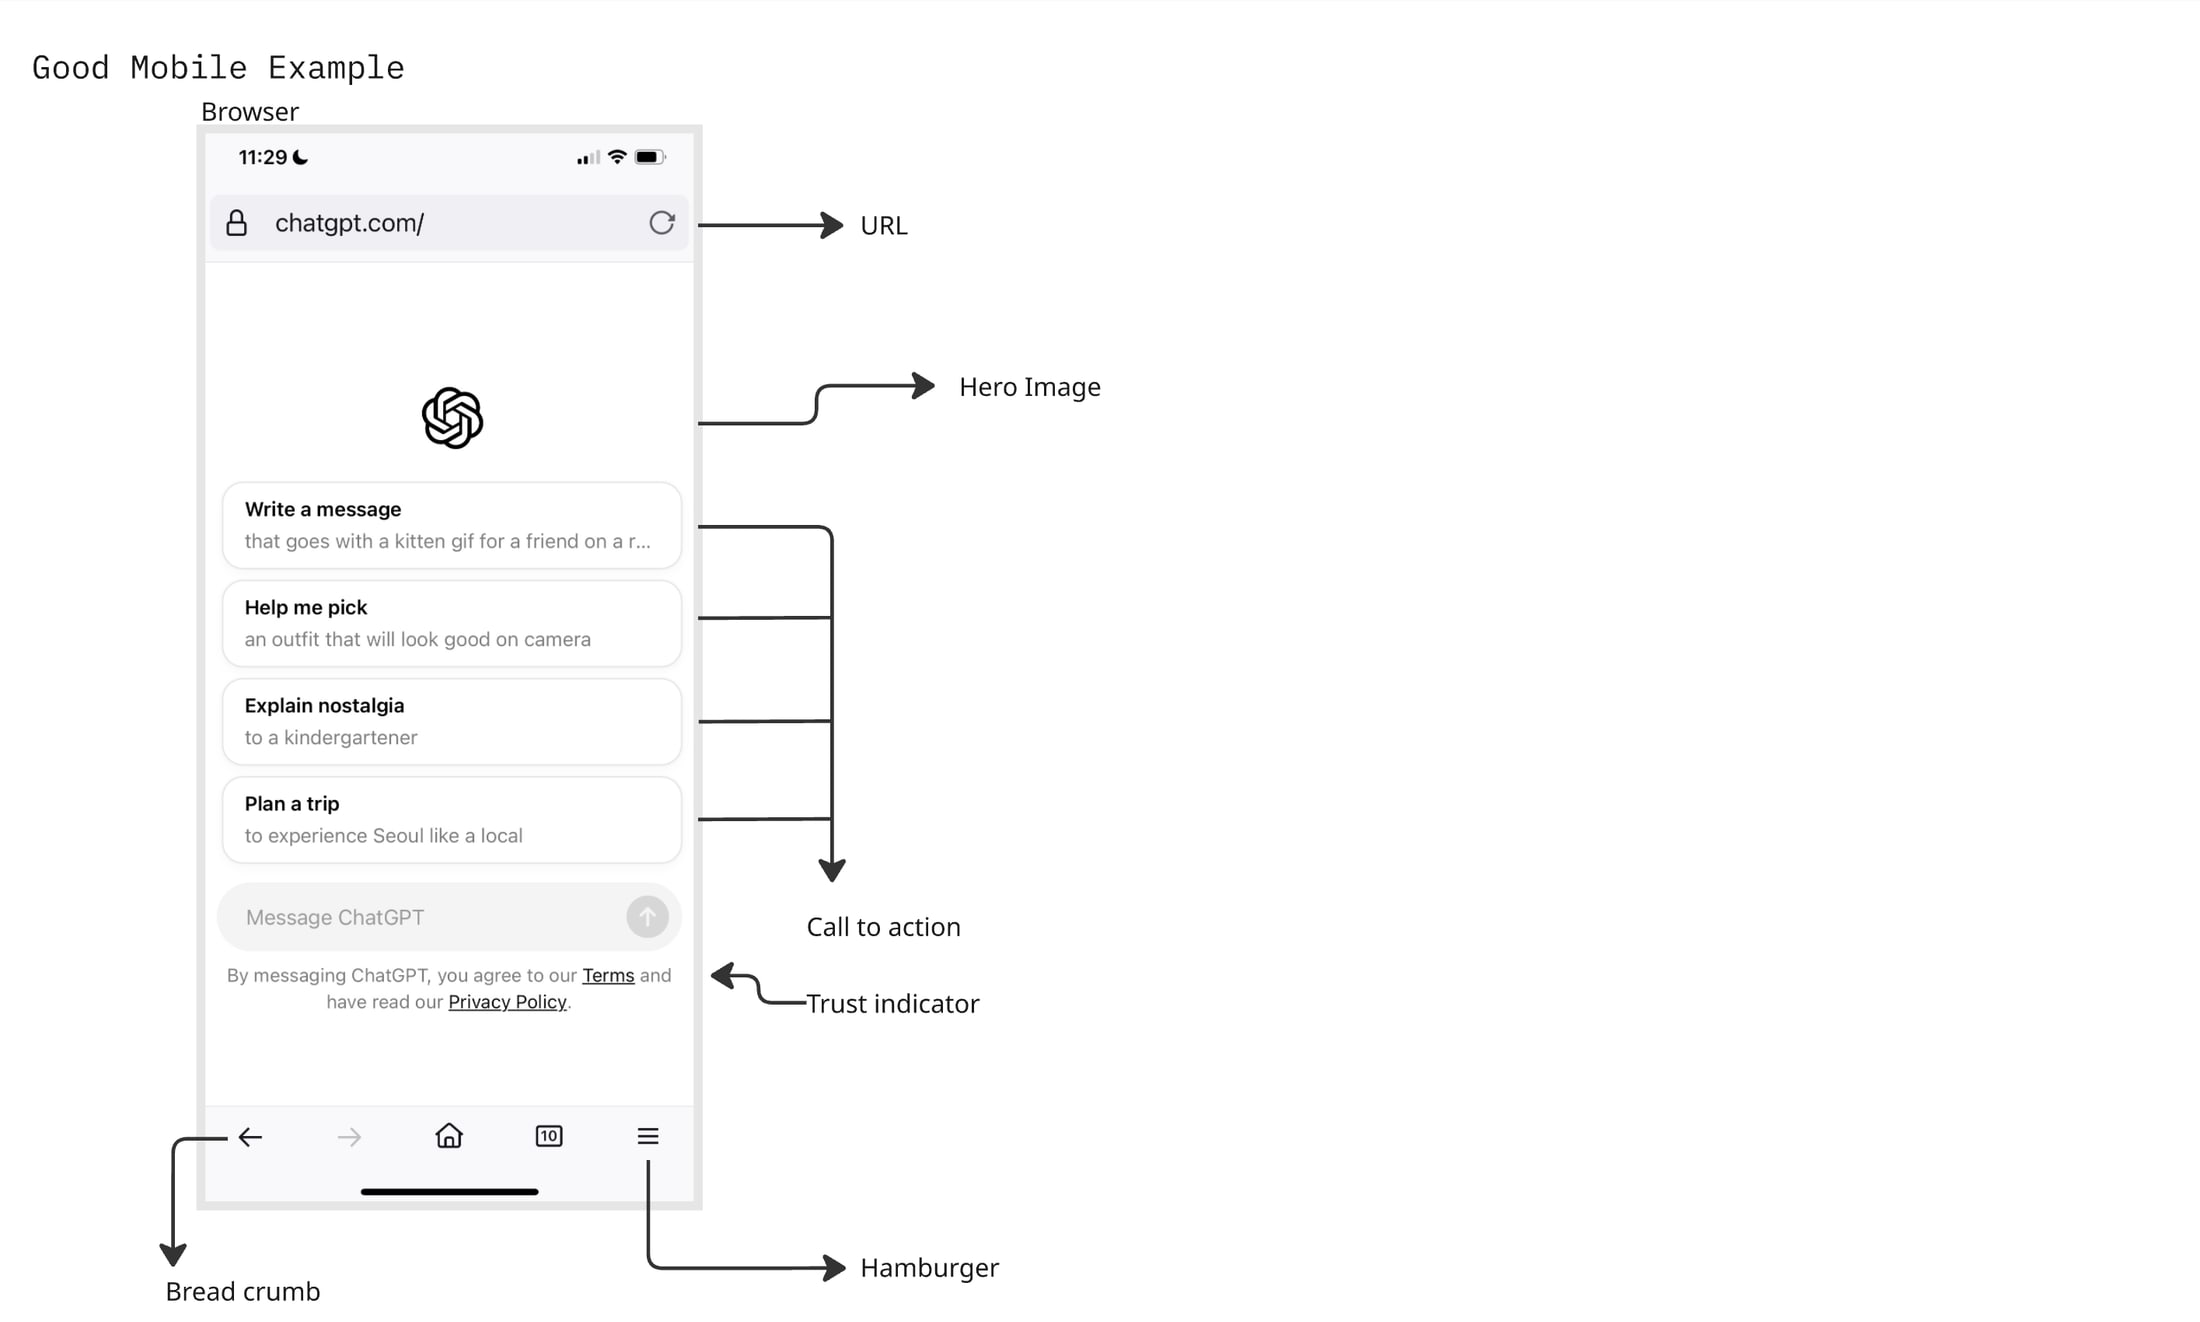 Good Mobile Example
Browser
11:29
chatgpt.com/
URL
Hero Image
Write a message
that goes with a kitten gif for a friend on a r...
Help me pick
an outfit that will look good on camera
Explain nostalgia
to a kindergartener
Plan a trip
to experience Seoul like a local
Message ChatGPT
Call to action
By messaging ChatGPT, you agree to our Terms and
have read our Privacy Policy.
Trust indicator
10
Hamburger
Bread crumb